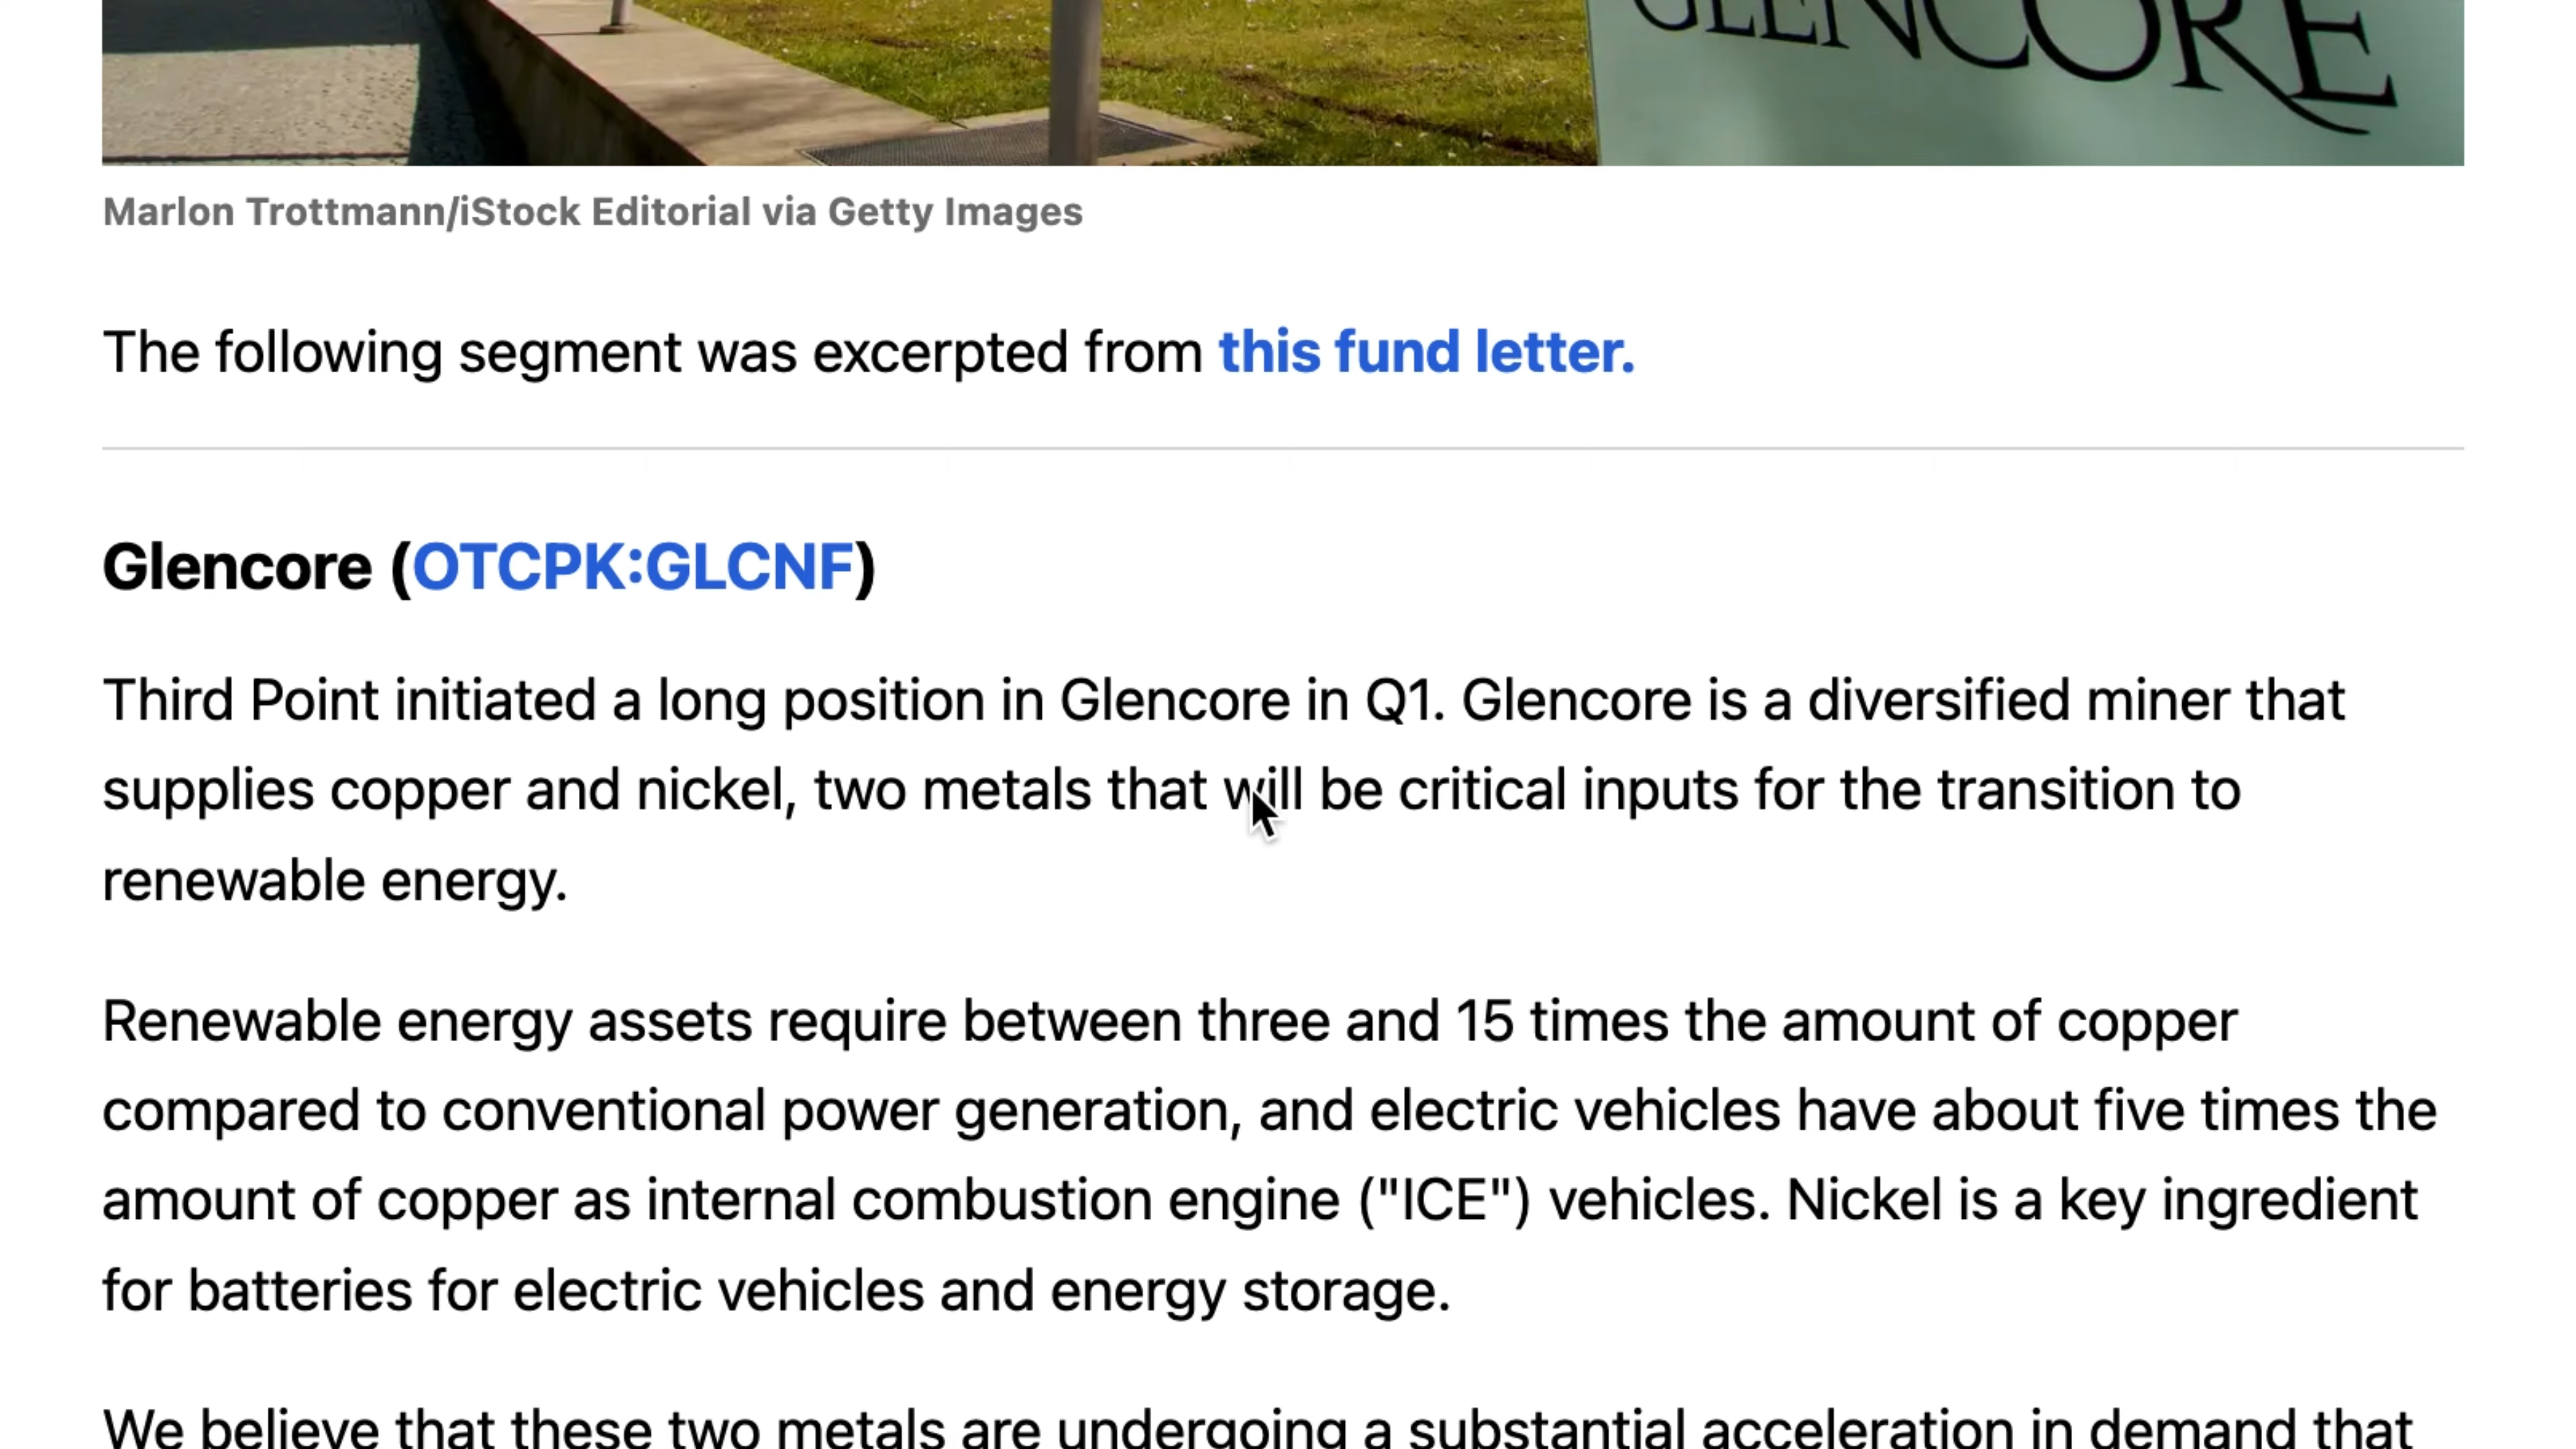 GLENCORE
Marlon Trottmann/iStock Editorial via Getty Images
The following segment was excerpted from this fund letter.
Glencore (OTCPK:GLCNF)
Third Point initiated a long position in Glencore in Q1. Glencore is a diversified miner that
supplies copper and nickel, two metals that will be critical inputs for the transition to
renewable energy.
Renewable energy assets require between three and 15 times the amount of copper
compared to conventional power generation, and electric vehicles have about five times the
amount of copper as internal combustion engine ("ICE") vehicles. Nickel is a key ingredient
for batteries for electric vehicles and energy storage.
We believe that these two metals are undergoing a substantial acceleration in demand that